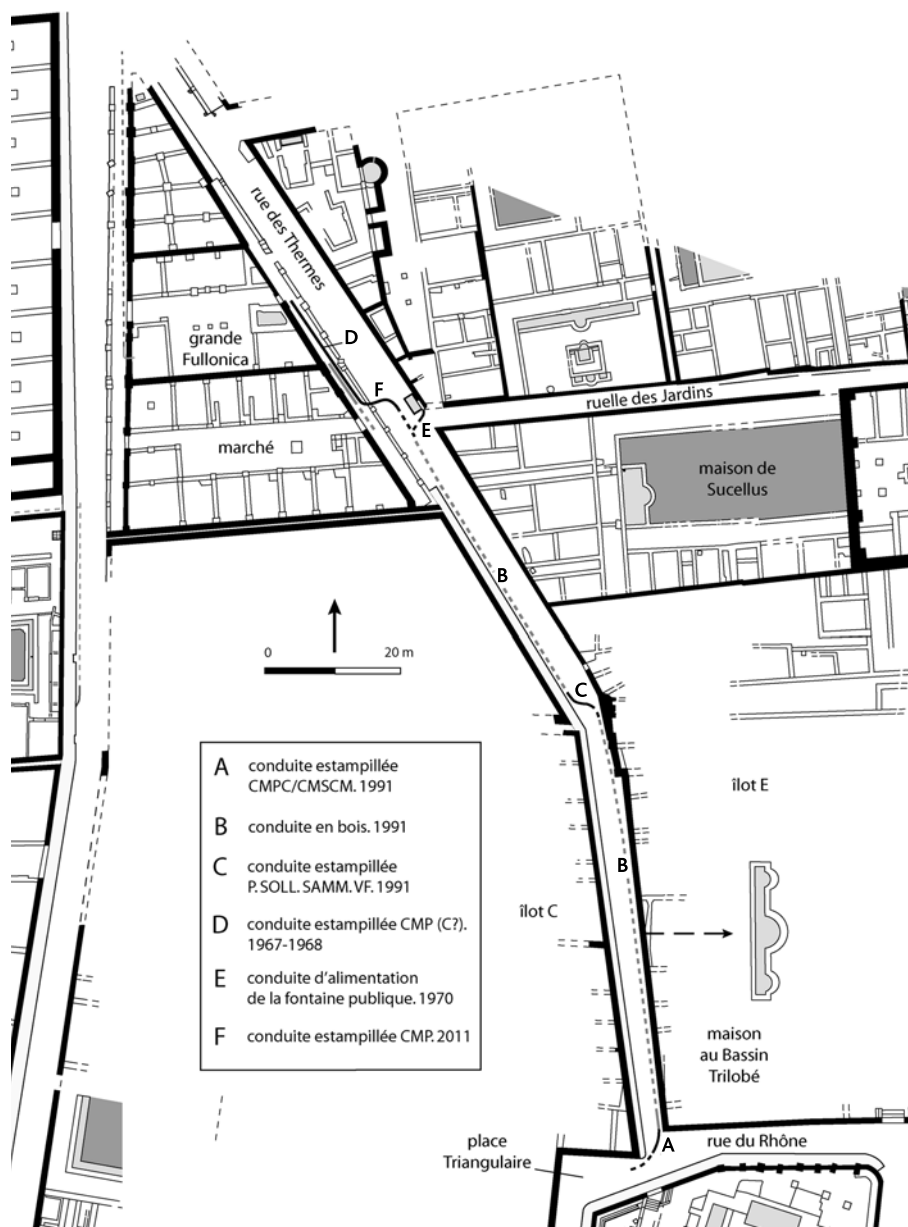 rue des Thermes
D
grande
Fullonica
F
ruelle des Jardins
E
marché
maison de
Sucellus
B
0
20 m
C
A conduite estampillée
CMPC/CMSCM. 1991
B conduite en bois. 1991
C conduite estampillée
P. SOLL. SAMM. VF. 1991
D conduite estampillée CMP (C?).
1967-1968
E conduite d'alimentation
de la fontaine publique. 1970
F conduite estampillée CMP. 2011
îlot E
B
îlot C
maison
au Bassin
Trilobé
A
rue du Rhône
place
Triangulaire